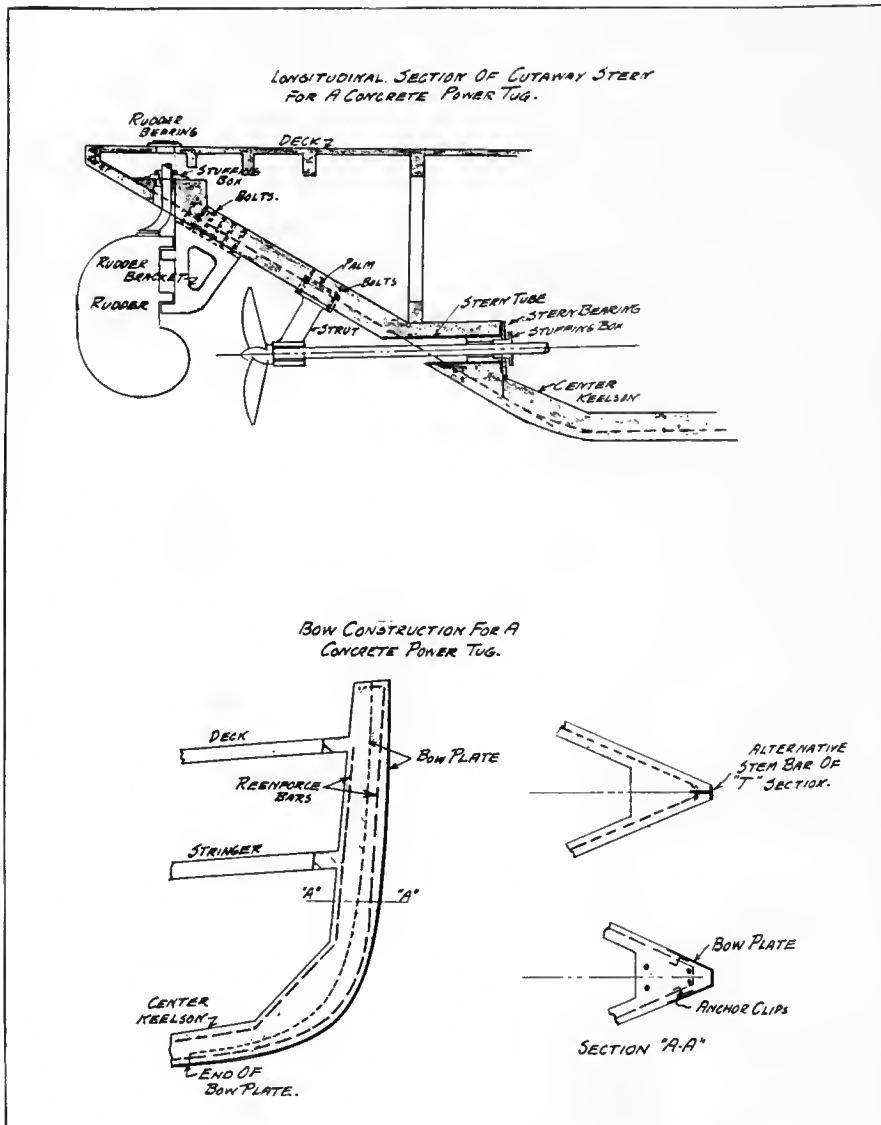 LONGITUDINAL SECTION OF CUTAWAY STERN
FOR A CONCRETE POWER TUG.
RUDDER
BEARING
DECK
STUFFING
BOX
BOLTS.
PALM
BOLTS
RUDDER
BRACKET
STERN TUBE
STERN BEARING
RUDDER
STRUT
STUFFING BOX
CENTER
KEELSON
BOW CONSTRUCTION FOR A
CONCRETE POWER TUG.
DECK
BOW PLATE
REENFORCE
BARS
ALTERNATIVE
STEM BAR OF
"T" SECTION.
STRINGER
"A"
"A"
BOW PLATE
CENTER
KEELSON
ANCHOR CLIPS
SECTION "A-A"
END OF
BOW PLATE.